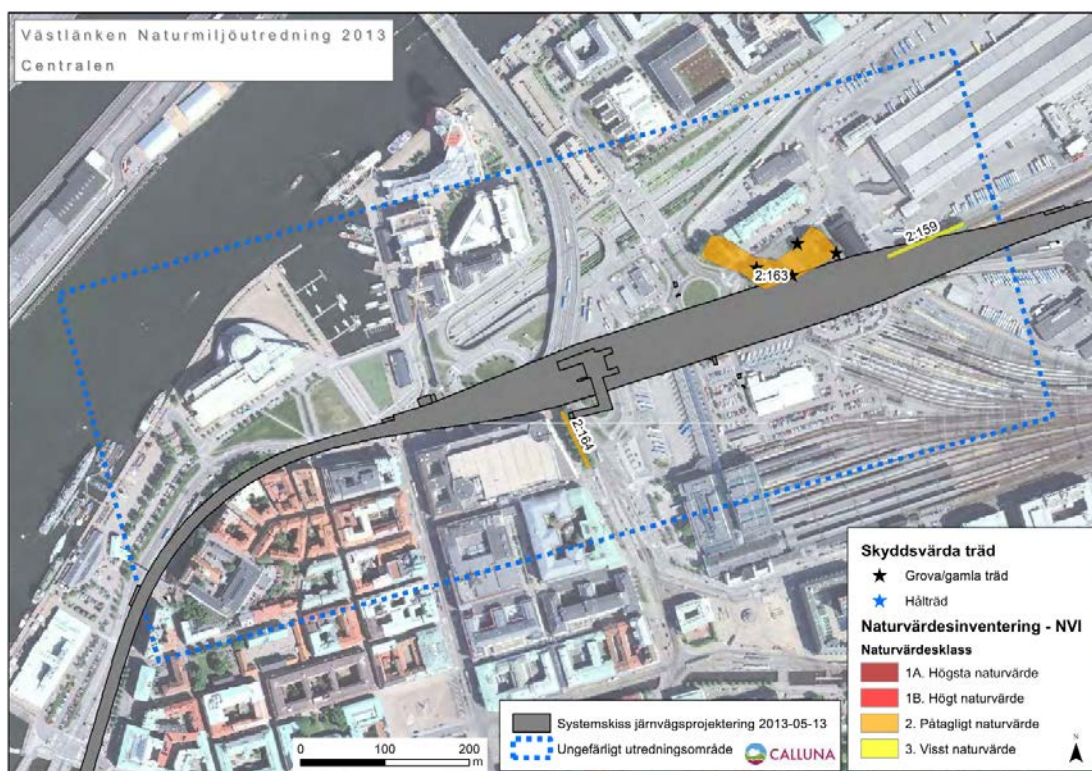 Västlänken Naturmiljöutredning 2013
Centralen
2:159
2:163
2:164
Skyddsvärda träd
Grova/gamla träd
Hålträd
Naturvärdesinventering - NVI
Naturvärdesklass
1A. Högsta naturvärde
1B. Högt naturvärde
2. Påtagligt naturvärde
3. Visst naturvärde
N
Systemskiss järnvägsprojektering 2013-05-13
Ungefärligt utredningsområde
CALLUNA
0 100 200
m